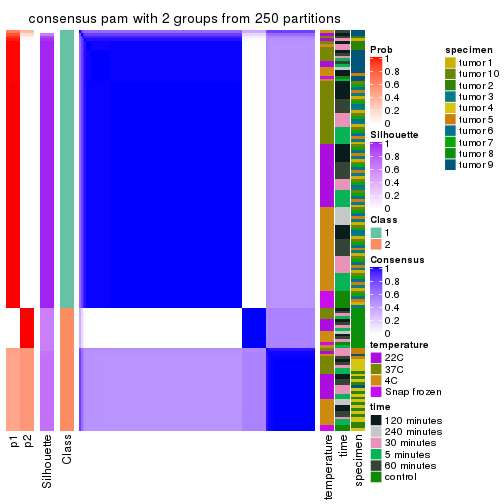 consensus pam with 2 groups from 250 partitions
Prob
1
0.8
0.6
0.4
0.2
0
Silhouette
1
0.8
0.6
0.4
0.2
0
Class
1
2
Consensus
1
0.8
0.6
0.4
0.2
0
temperature
22C
37C
4C
Snap frozen
time
120 minutes
240 minutes
30 minutes
5 minutes
60 minutes
control
specimen
tumor 1
tumor 10
tumor 2
tumor 3
tumor 4
tumor 5
tumor 6
tumor 7
tumor 8
tumor 9
p1
p2
Silhouette
Class
temperature
time
specimen